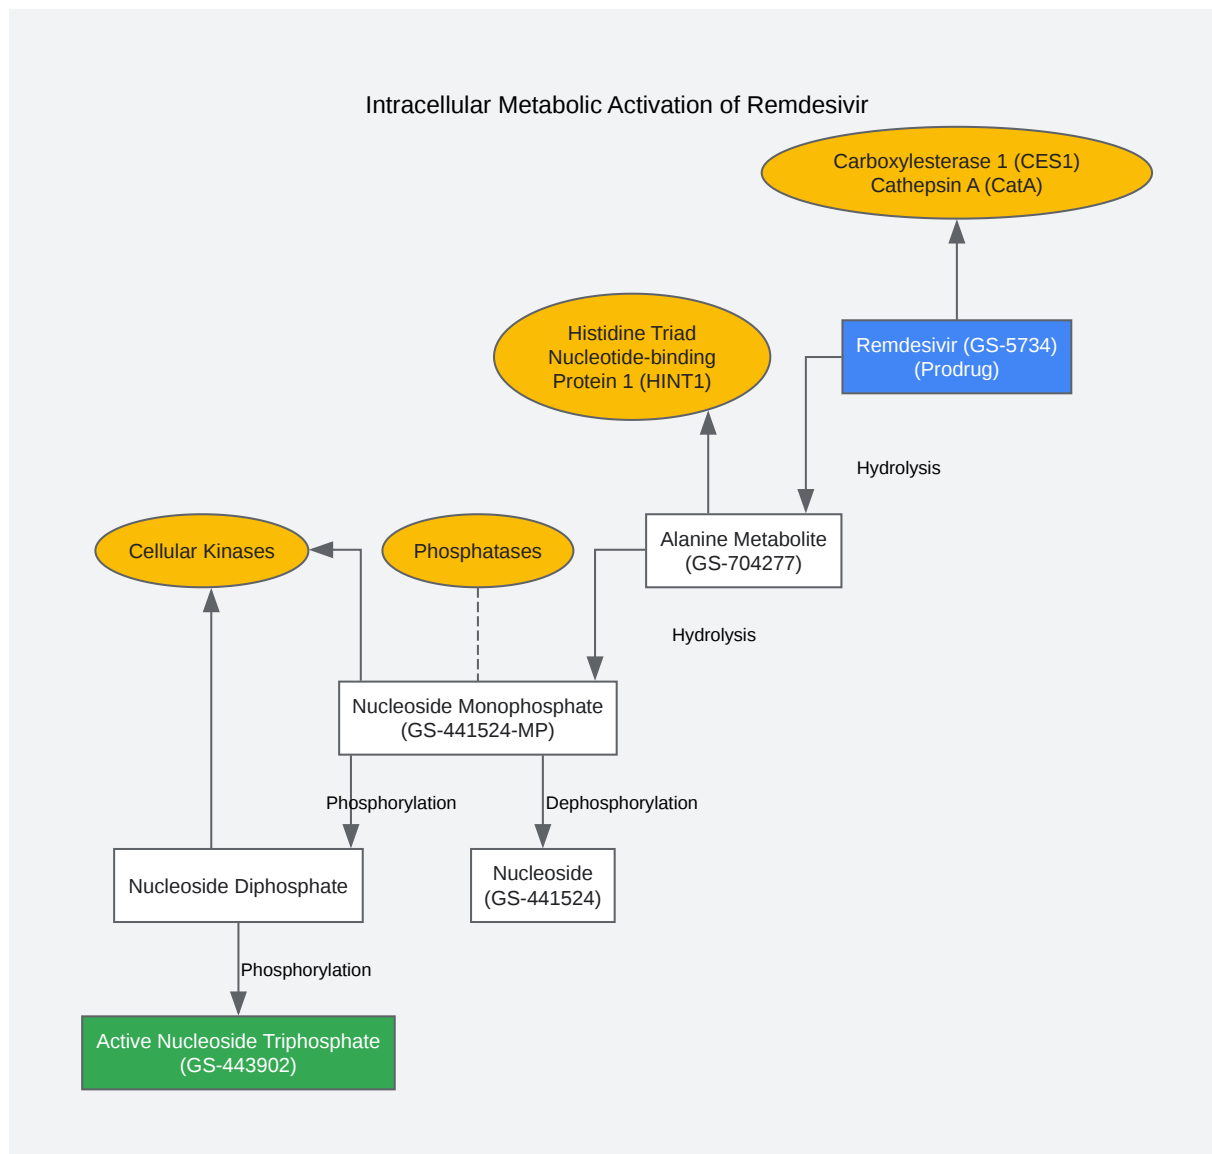 Intracellular Metabolic Activation of Remdesivir
Carboxylesterase 1 (CES1)
Cathepsin A (CatA)
Histidine Triad
Nucleotide-binding
Protein 1 (HINT1)
Remdesivir (GS-5734)
(Prodrug)
Hydrolysis
Cellular Kinases
Phosphatases
Alanine Metabolite
(GS-704277)
Hydrolysis
Nucleoside Monophosphate
(GS-441524-MP)
Phosphorylation
Dephosphorylation
Nucleoside Diphosphate
Nucleoside
(GS-441524)
Phosphorylation
Active Nucleoside Triphosphate
(GS-443902)